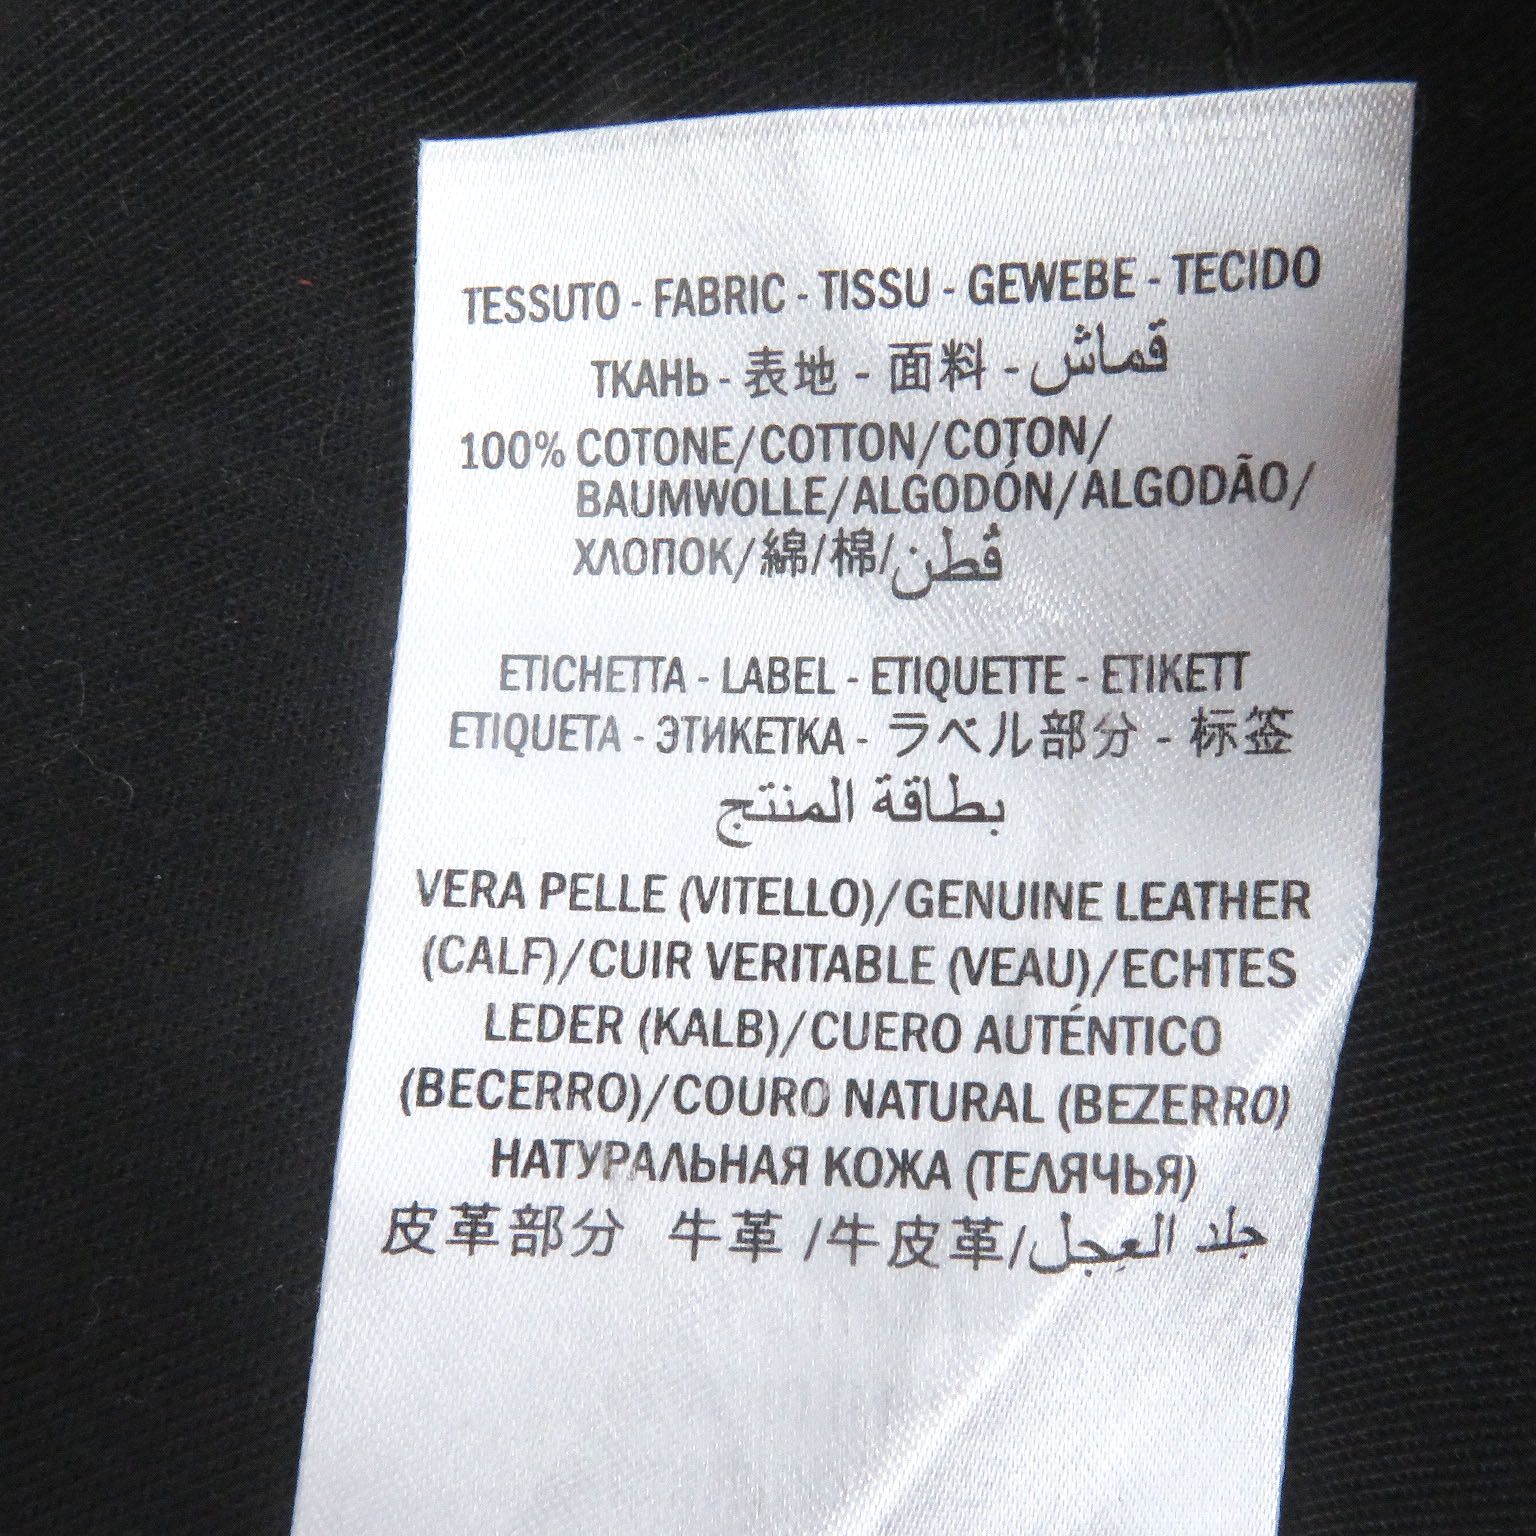 TESSUTO - FABRIC - TISSU - GEWEBE - TECIDO
ТКАНЬ - 表地 - 面料 - قماش
100% COTONE/COTTON/COTON/
BAUMWOLLE/ALGODÓN/ALGODÃO/
ХЛОПОК/綿/棉/قُطن
ETICHETTA - LABEL - ETIQUETTE - ETIKETT
ETIQUETA - ЭТИКЕТКА - ラベル部分 - 标签
بطاقة المنتج
VERA PELLE (VITELLO)/GENUINE LEATHER
(CALF)/CUIR VERITABLE (VEAU)/ECHTES
LEDER (KALB)/CUERO AUTÉNTICO
(BECERRO)/COURO NATURAL (BEZERRO)
НАТУРАЛЬНАЯ КОЖА (ТЕЛЯЧЬЯ)
皮革部分 牛革 /牛皮革/جلد العِجل